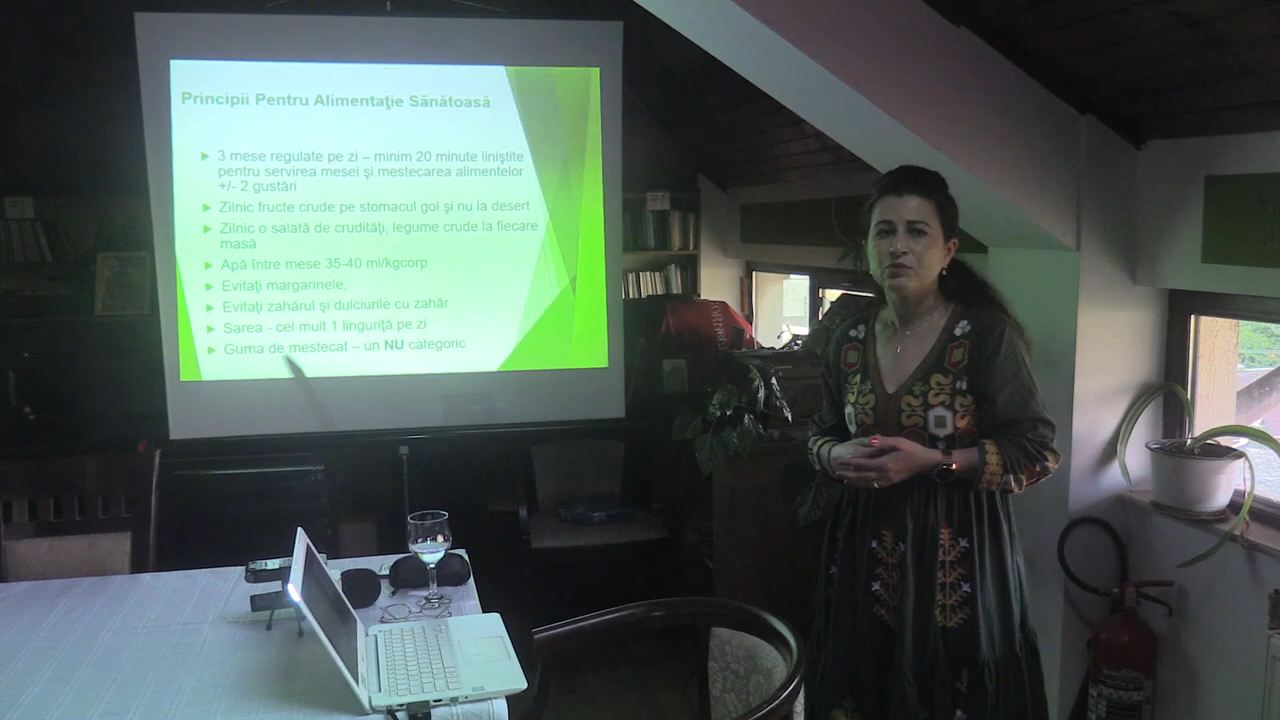 Principii Pentru Alimentaţie Sănătoasă
3 mese regulate pe zi – minim 20 minute liniştite
pentru servirea mesei şi mestecarea alimentelor
+/- 2 gustări
Zilnic fructe crude pe stomacul gol şi nu la desert
Zilnic o salată de crudităţi, legume crude la fiecare
masă
Apă între mese 35-40 ml/kgcorp
Evitaţi margarinele,
Evitaţi zahărul şi dulciurile cu zahăr
Sarea - cel mult 1 linguriţă pe zi
Guma de mestecat – un NU categoric